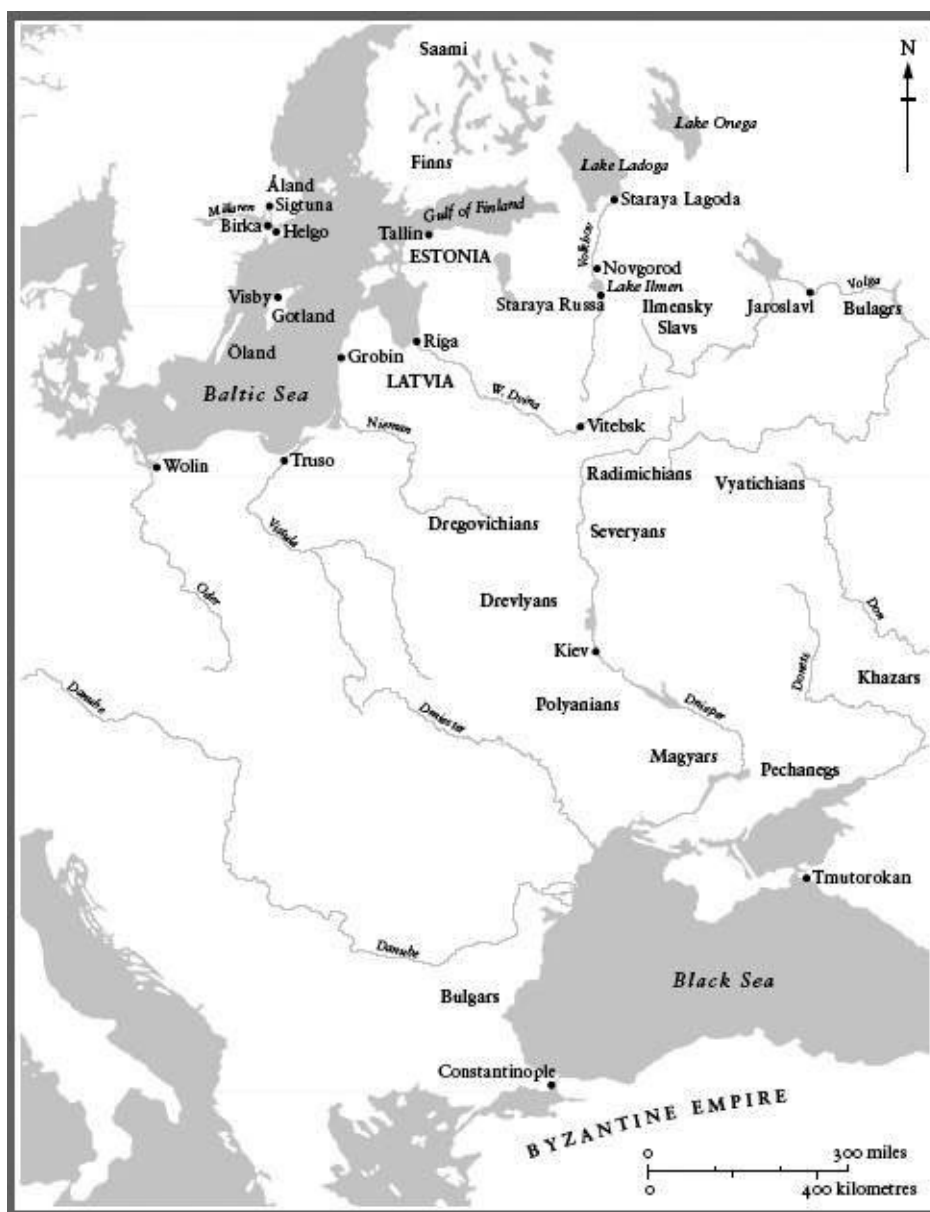 Saami
N
Lake Onega
Finns
Lake Ladoga
Åland
Mälaren
Sigtuna
Staraya Lagoda
Gulf of Finland
Birka
Helgo
Tallin
Volkhov
ESTONIA
Novgorod
Lake Ilmen
Volga
Visby
Staraya Russa
Ilmensky
Slavs
Jaroslavl
Bulagrs
Gotland
Riga
Öland
Grobin
LATVIA
Baltic Sea
W. Dvina
Nieman
Vitebsk
Wolin
Truso
Radimichians
Vyatichians
Vistula
Dregovichians
Severyans
Oder
Drevlyans
Don
Kiev
Donets
Khazars
Danube
Polyanians
Dnieper
Dniester
Magyars
Pechanegs
Tmutorokan
Danube
Black Sea
Bulgars
Constantinople
BYZANTINE EMPIRE
0 300 miles
0 400 kilometres